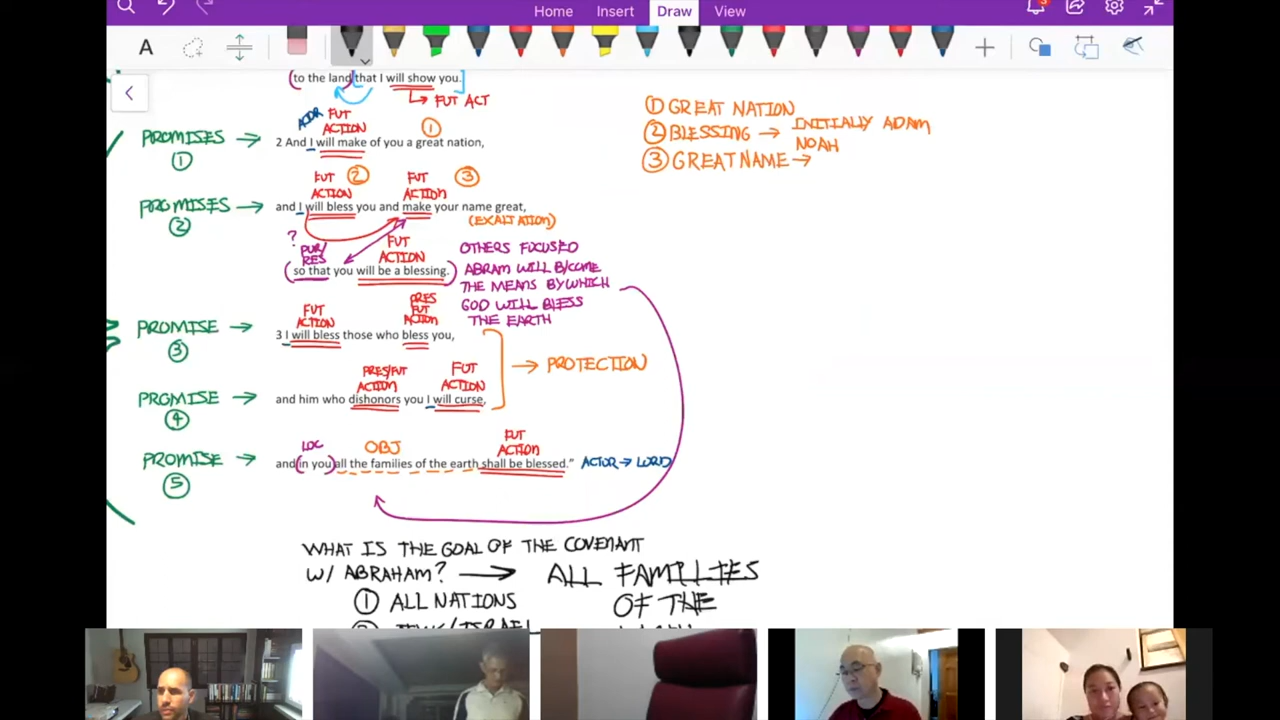 Home Insert Draw View
A
(to the land) that I will show you.]
→ FUT ACT
① GREAT NATION
② BLESSING → INITIALLY ADAM
NOAH
③ GREAT NAME →
FUT
ACTION ①
PROMISES → 2 And I will make of you a great nation,
①
FUT ② FUT ③
ACTION ACTION
PROMISES → and I will bless you and make your name great,
② (EXALTATION)
?
PUR/ FUT
RES ACTION
(so that you will be a blessing.)
OTHERS FOCUSED
ABRAM WILL B/COME
THE MEANS BY WHICH
GOD WILL BLESS
THE EARTH
FUT PRES
ACTION FUT
ACTION
PROMISE → 3 I will bless those who bless you,
③
→ PROTECTION
PRES/FUT FUT
ACTION ACTION
PROMISE → and him who dishonors you I will curse,
④
FUT
LOC OBJ ACTION
PROMISE → and (in you) all the families of the earth shall be blessed.” ACTOR → LORD
⑤
WHAT IS THE GOAL OF THE COVENANT
W/ ABRAHAM? → ALL FAMILIES
① ALL NATIONS OF THE